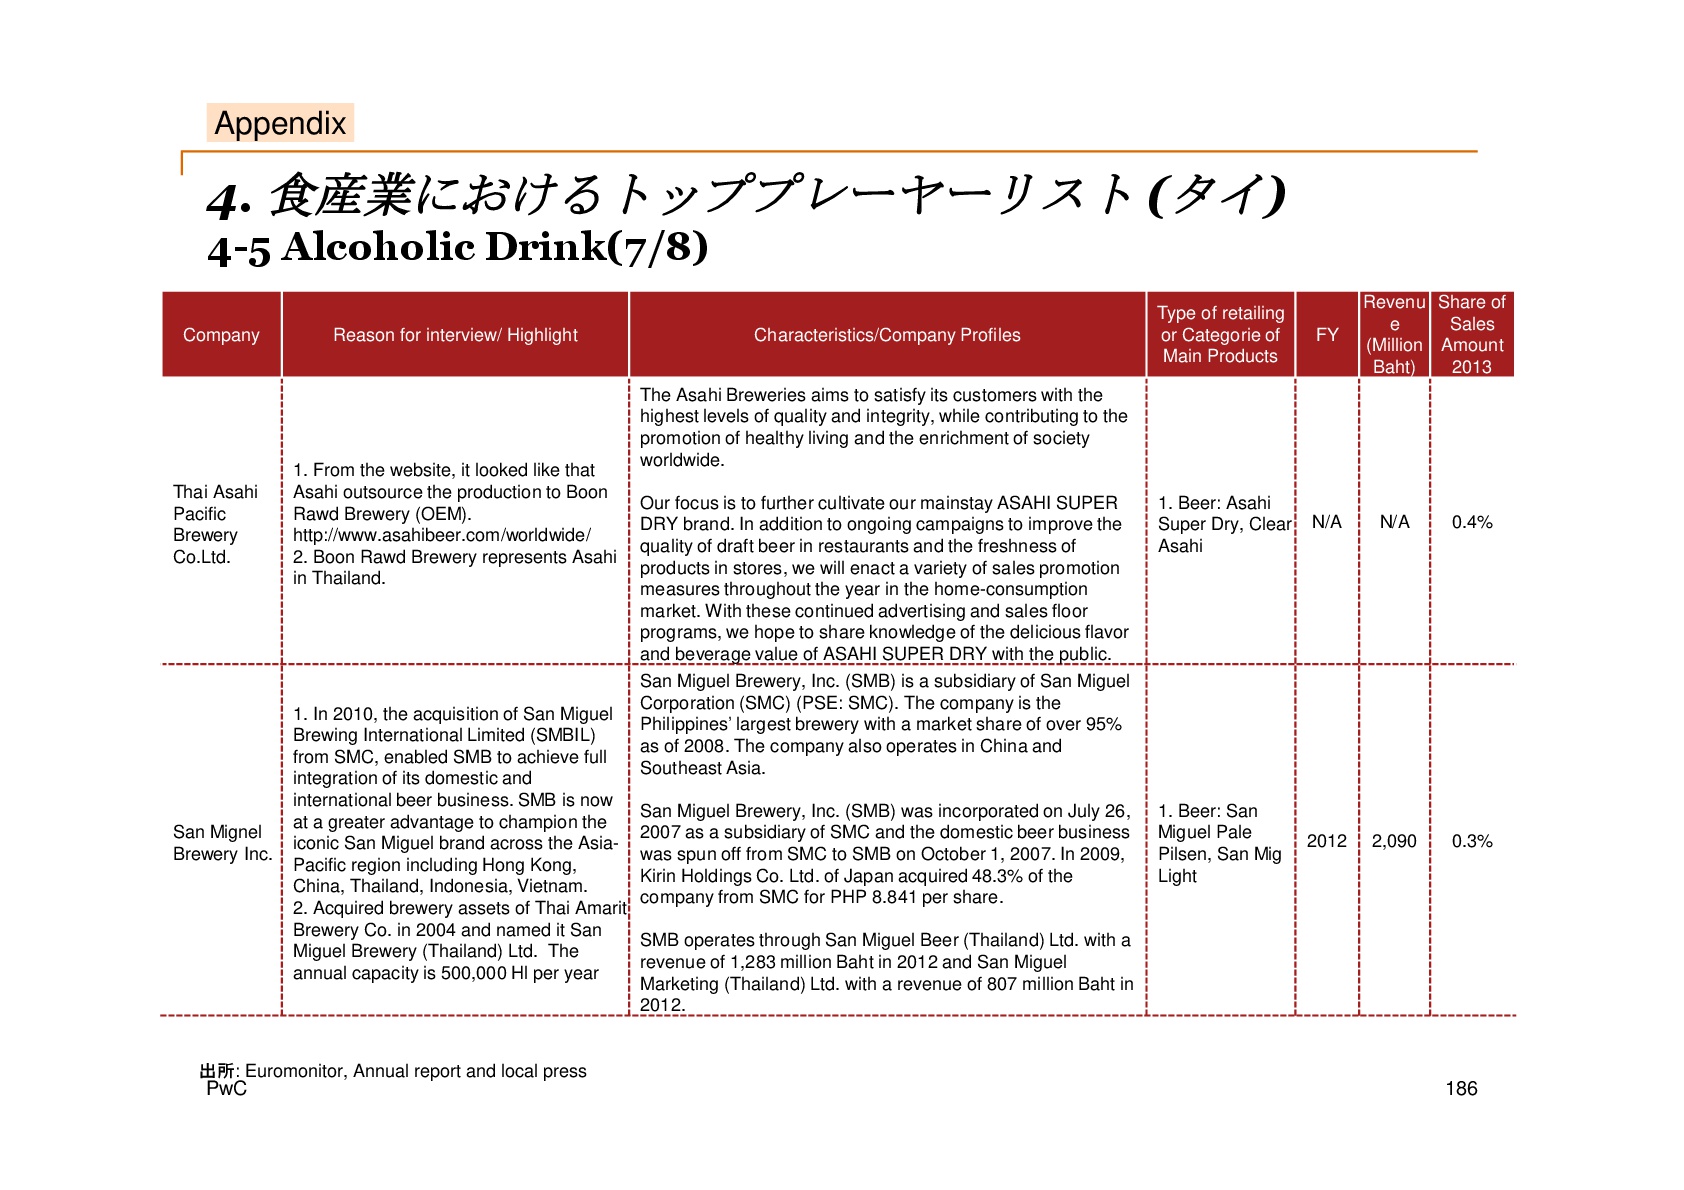 Appendix
4. 食産業におけるトッププレーヤーリスト(タイ)
4-5 Alcoholic Drink(7/8)
Company
Reason for interview/ Highlight
Characteristics/Company Profiles
Type of retailing
or Categorie of
Main Products
FY
Revenu
e
(Million
Baht)
Share of
Sales
Amount
2013
Thai Asahi
Pacific
Brewery
Co.Ltd.
1. From the website, it looked like that
Asahi outsource the production to Boon
Rawd Brewery (OEM).
http://www.asahibeer.com/worldwide/
2. Boon Rawd Brewery represents Asahi
in Thailand.
The Asahi Breweries aims to satisfy its customers with the
highest levels of quality and integrity, while contributing to the
promotion of healthy living and the enrichment of society
worldwide.
Our focus is to further cultivate our mainstay ASAHI SUPER
DRY brand. In addition to ongoing campaigns to improve the
quality of draft beer in restaurants and the freshness of
products in stores, we will enact a variety of sales promotion
measures throughout the year in the home-consumption
market. With these continued advertising and sales floor
programs, we hope to share knowledge of the delicious flavor
and beverage value of ASAHI SUPER DRY with the public.
1. Beer: Asahi
Super Dry, Clear
Asahi
N/A
N/A
0.4%
San Mignel
Brewery Inc.
1. In 2010, the acquisition of San Miguel
Brewing International Limited (SMBIL)
from SMC, enabled SMB to achieve full
integration of its domestic and
international beer business. SMB is now
at a greater advantage to champion the
iconic San Miguel brand across the Asia-
Pacific region including Hong Kong,
China, Thailand, Indonesia, Vietnam.
2. Acquired brewery assets of Thai Amarit
Brewery Co. in 2004 and named it San
Miguel Brewery (Thailand) Ltd. The
annual capacity is 500,000 Hl per year
San Miguel Brewery, Inc. (SMB) is a subsidiary of San Miguel
Corporation (SMC) (PSE: SMC). The company is the
Philippines’ largest brewery with a market share of over 95%
as of 2008. The company also operates in China and
Southeast Asia.
San Miguel Brewery, Inc. (SMB) was incorporated on July 26,
2007 as a subsidiary of SMC and the domestic beer business
was spun off from SMC to SMB on October 1, 2007. In 2009,
Kirin Holdings Co. Ltd. of Japan acquired 48.3% of the
company from SMC for PHP 8.841 per share.
SMB operates through San Miguel Beer (Thailand) Ltd. with a
revenue of 1,283 million Baht in 2012 and San Miguel
Marketing (Thailand) Ltd. with a revenue of 807 million Baht in
2012.
1. Beer: San
Miguel Pale
Pilsen, San Mig
Light
2012
2,090
0.3%
出所: Euromonitor, Annual report and local press
PwC
186